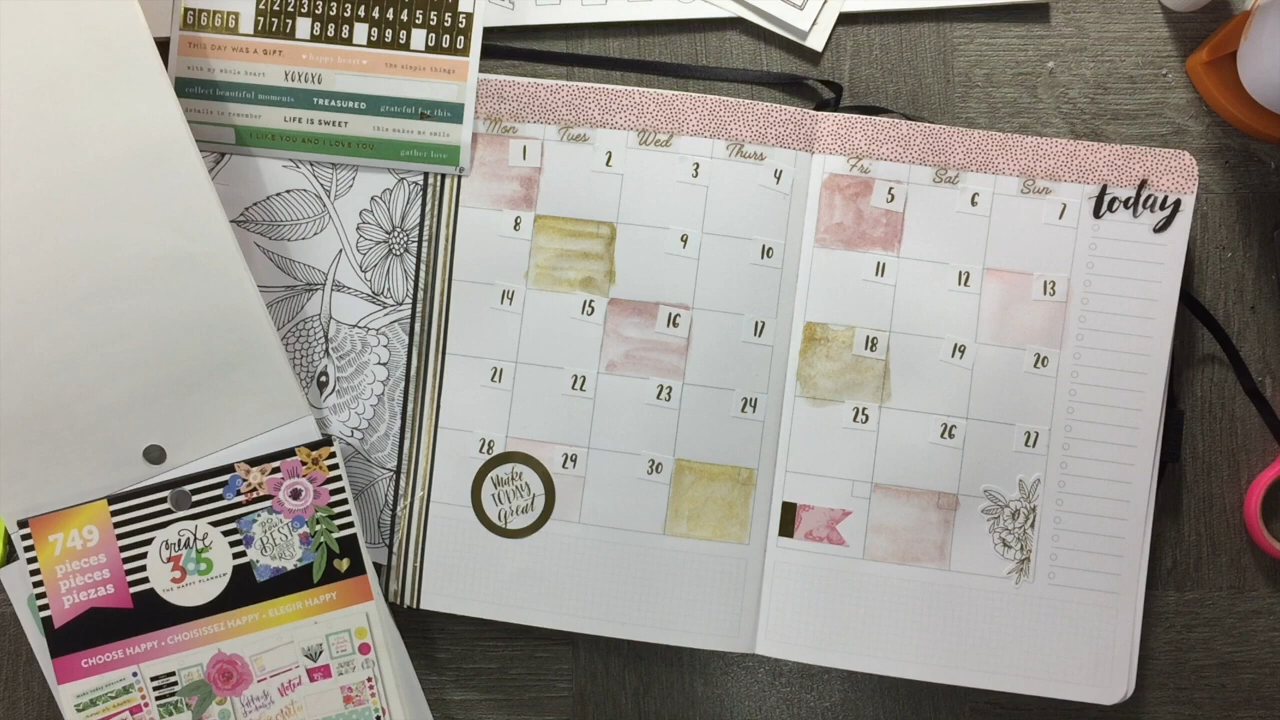 6666
THIS DAY WAS A GIFT.
♥ happy heart ♥
the simple things
with my whole heart
XOXOXO
collect beautiful moments
TREASURED
grateful for this
LIFE IS SWEET
this makes me smile
I LIKE YOU AND I LOVE YOU.
gather love
Mon Tues Wed Thurs Fri Sat Sun
today
1 2 3 4 5 6 7
8 9 10 11 12 13
14 15 16 17 18 19 20
21 22 23 24 25 26 27
28 29 30
make
TODAY
great
749
pieces
pièces
piezas
create
365
THE HAPPY PLANNER
DO YOUR
BEST
CHOOSE HAPPY • CHOISISSEZ HAPPY • ELEGIR HAPPY
Noted